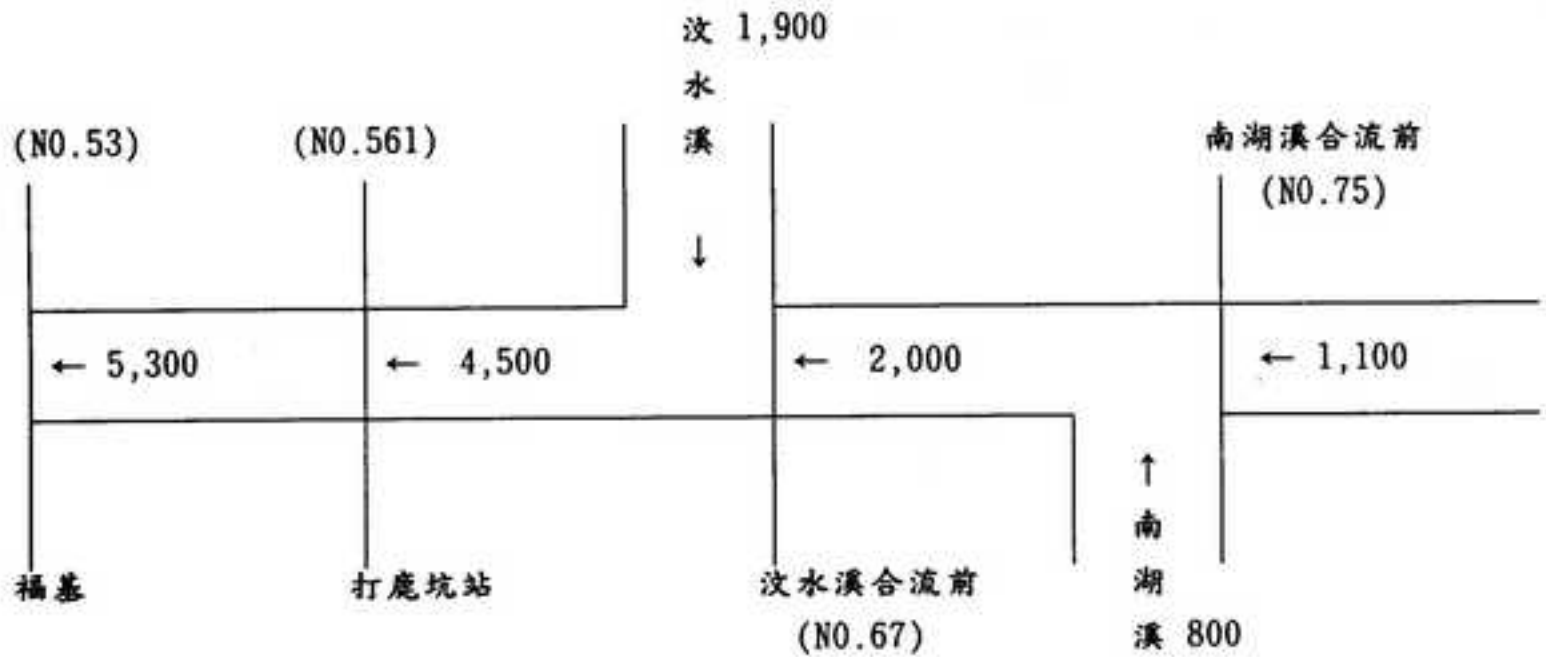 汶水溪 1,900
(NO.53)
(NO.561)
南湖溪合流前
(NO.75)
↓
← 5,300
← 4,500
← 2,000
← 1,100
↑
南湖溪 800
福基
打鹿坑站
汶水溪合流前
(NO.67)